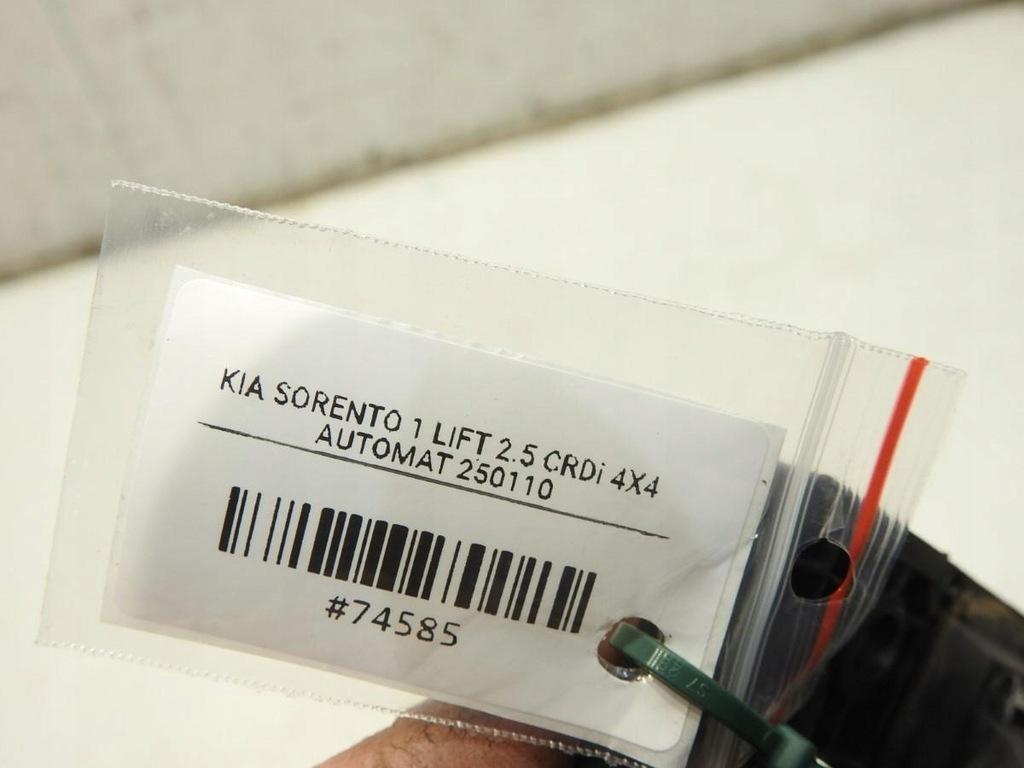 KIA SORENTO 1 LIFT 2.5 CRDi 4X4
AUTOMAT 250110
#74585